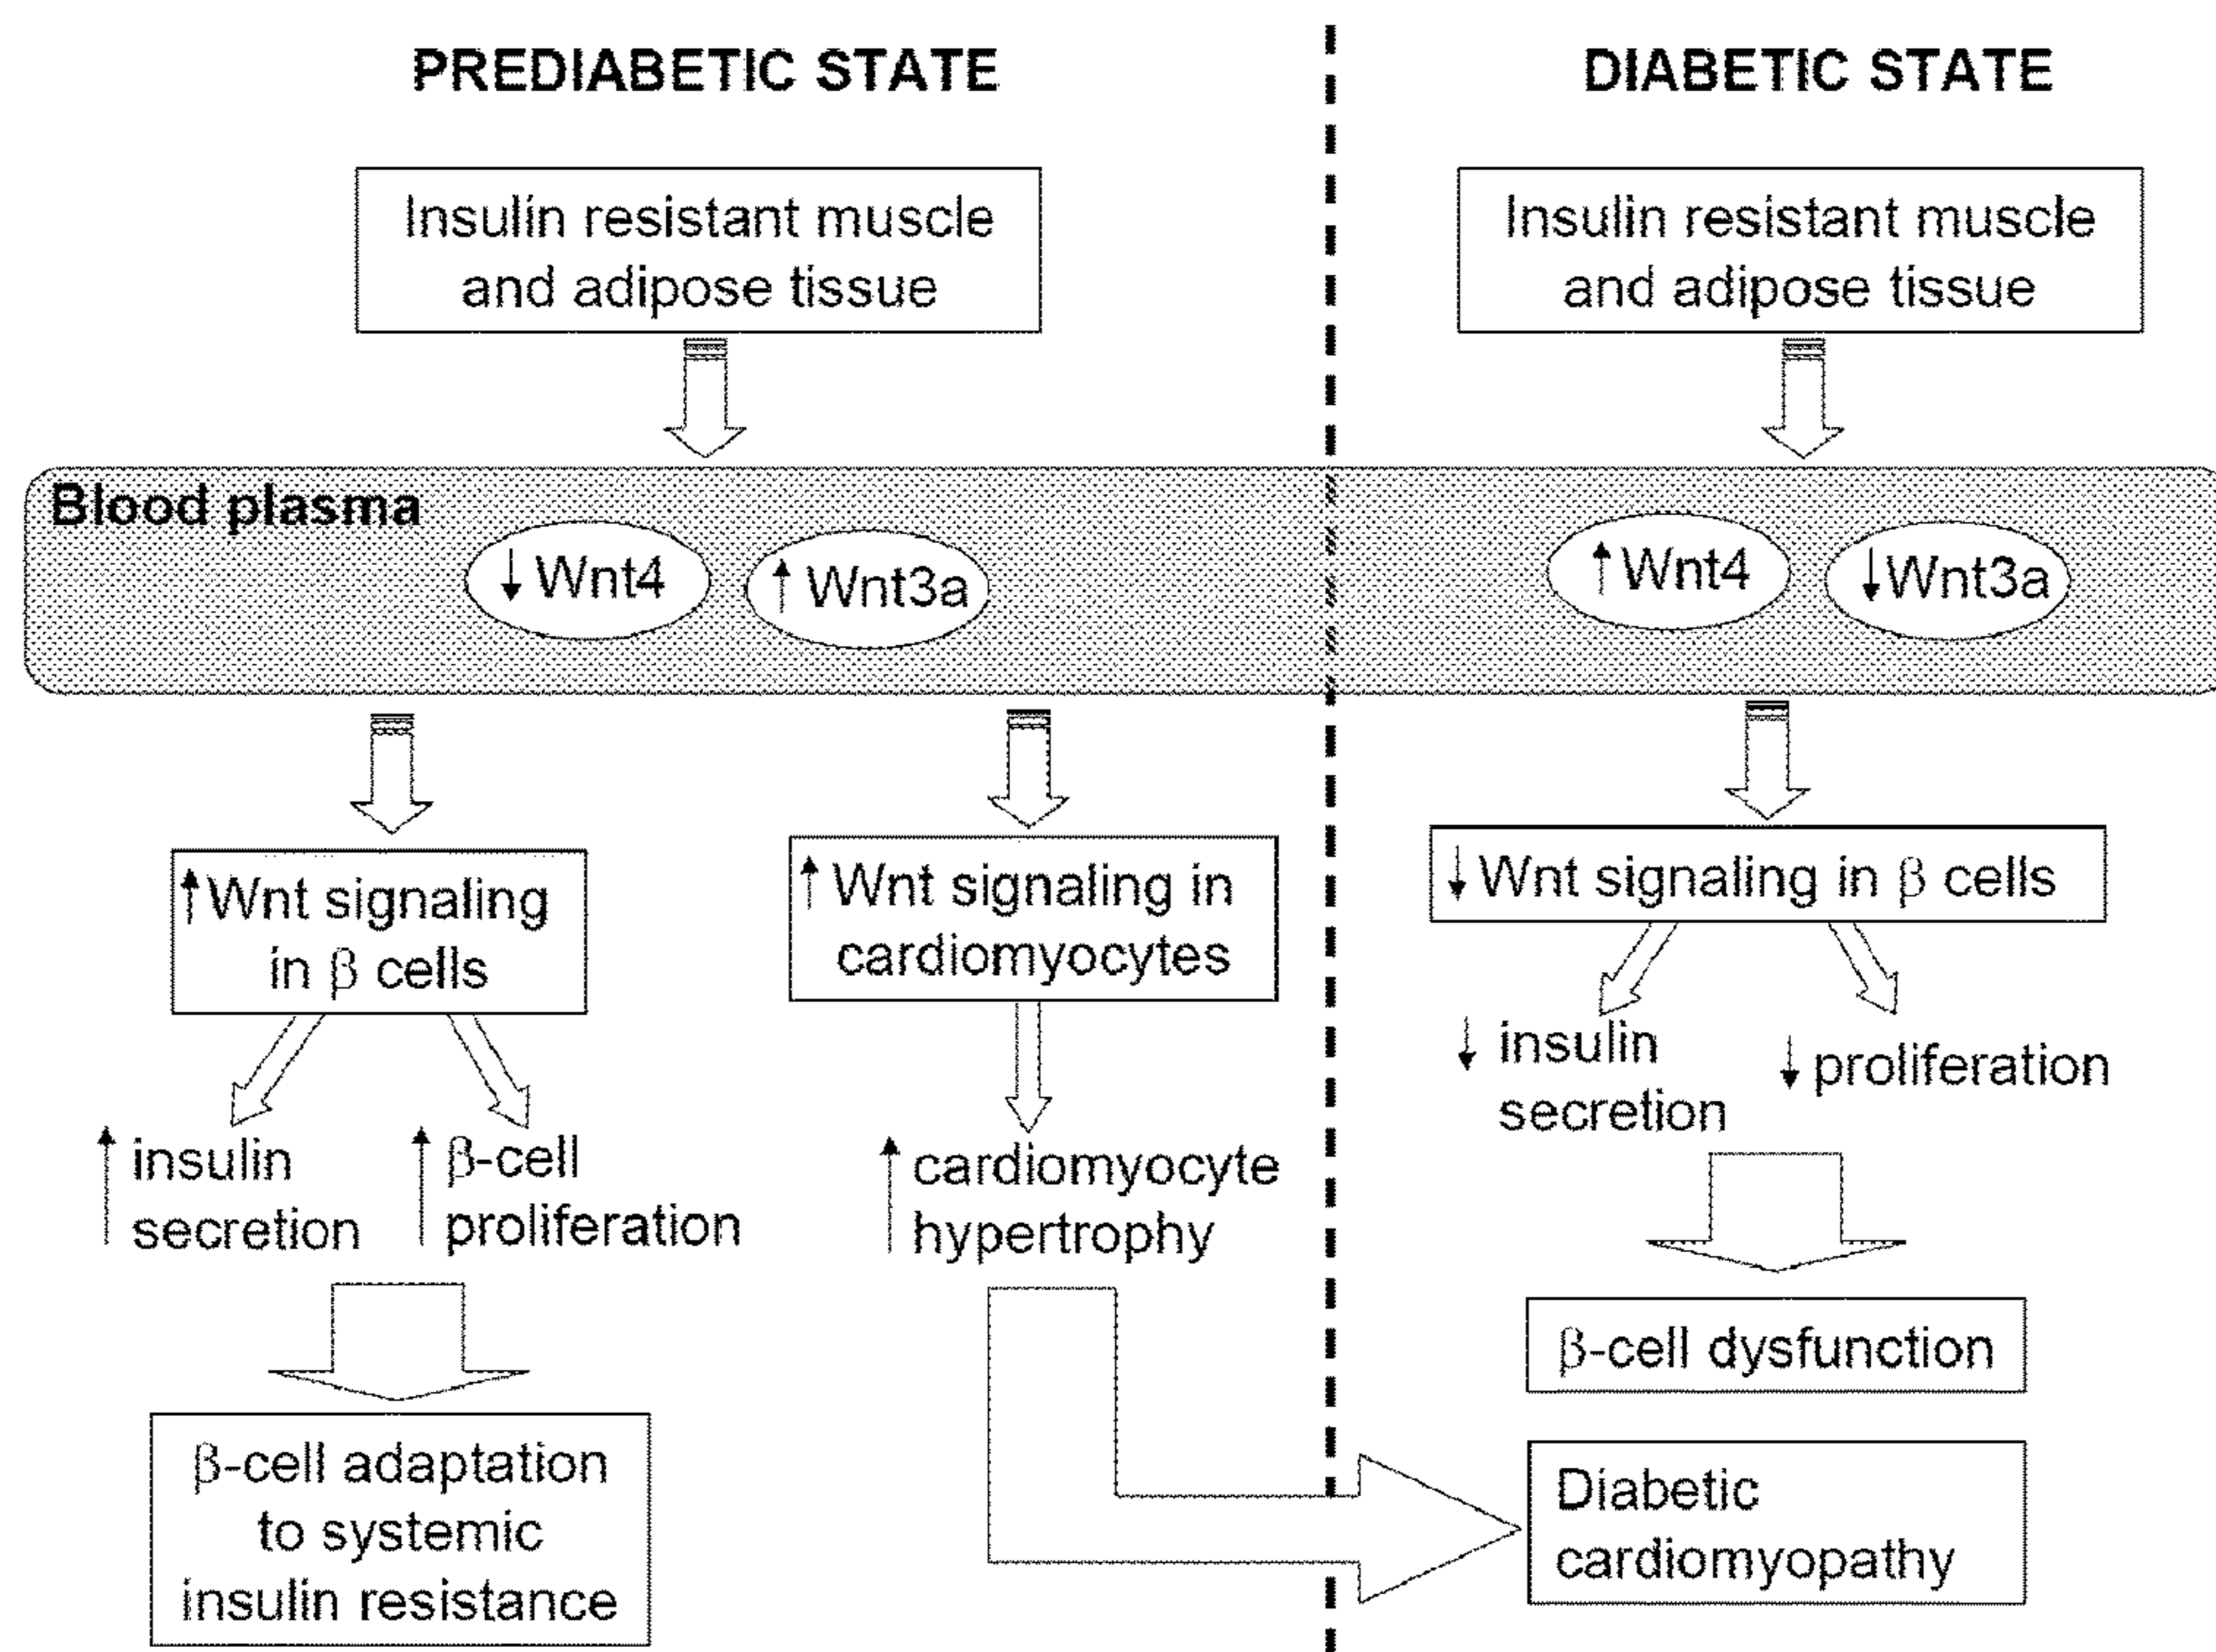 PREDIABETIC STATE
Insulin resistant muscle
and adipose tissue
DIABETIC STATE
Insulin resistant muscle
and adipose tissue
Blood plasma
↓ Wnt4
↑ Wnt3a
↑ Wnt4
↓ Wnt3a
↑ Wnt signaling
in β cells
↑ insulin
secretion
↑ β-cell
proliferation
β-cell adaptation
to systemic
insulin resistance
↑ Wnt signaling in
cardiomyocytes
↑ cardiomyocyte
hypertrophy
↓ Wnt signaling in β cells
↓ insulin
secretion
↓ proliferation
β-cell dysfunction
Diabetic
cardiomyopathy